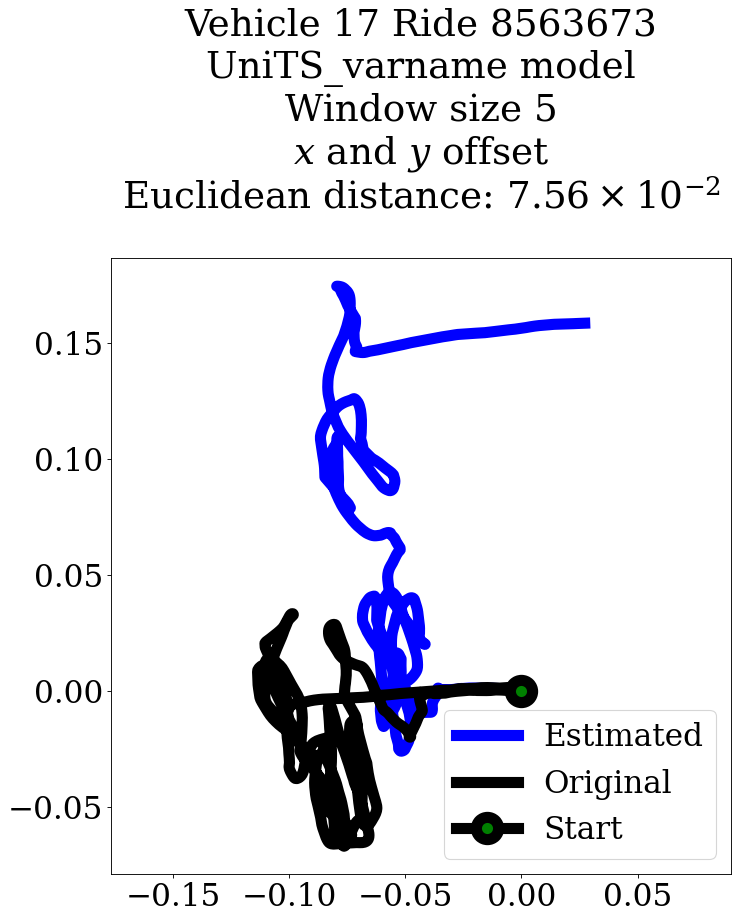 Vehicle 17 Ride 8563673
UniTS_varname model
Window size 5
x and y offset
Euclidean distance: 7.56 × 10⁻²
0.15
0.10
0.05
0.00
−0.05
Estimated
Original
Start
−0.15 −0.10 −0.05 0.00 0.05